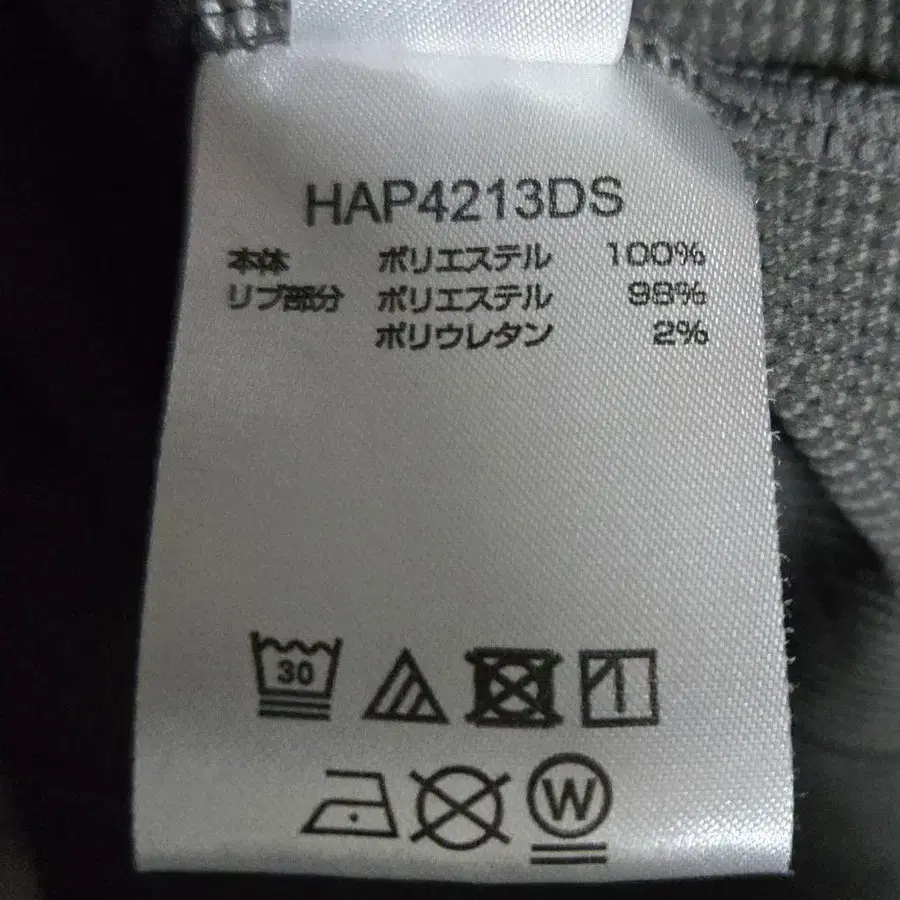 HAP4213DS
本体 ポリエステル 100%
リブ部分 ポリエステル 98%
ポリウレタン 2%
30
W